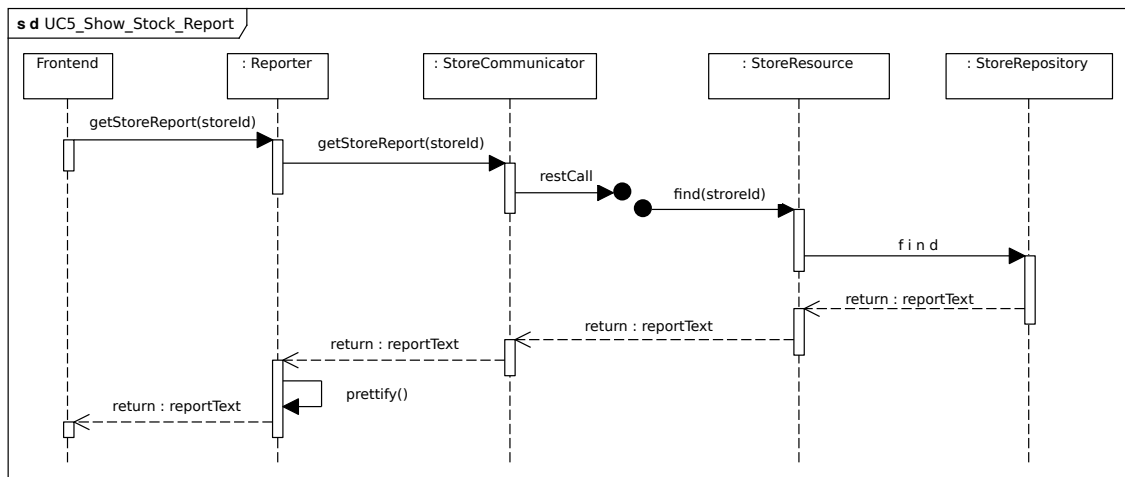 sd UC5_Show_Stock_Report
Frontend
: Reporter
: StoreCommunicator
: StoreResource
: StoreRepository
getStoreReport(storeId)
getStoreReport(storeId)
restCall
find(stroreId)
find
return : reportText
return : reportText
return : reportText
prettify()
return : reportText